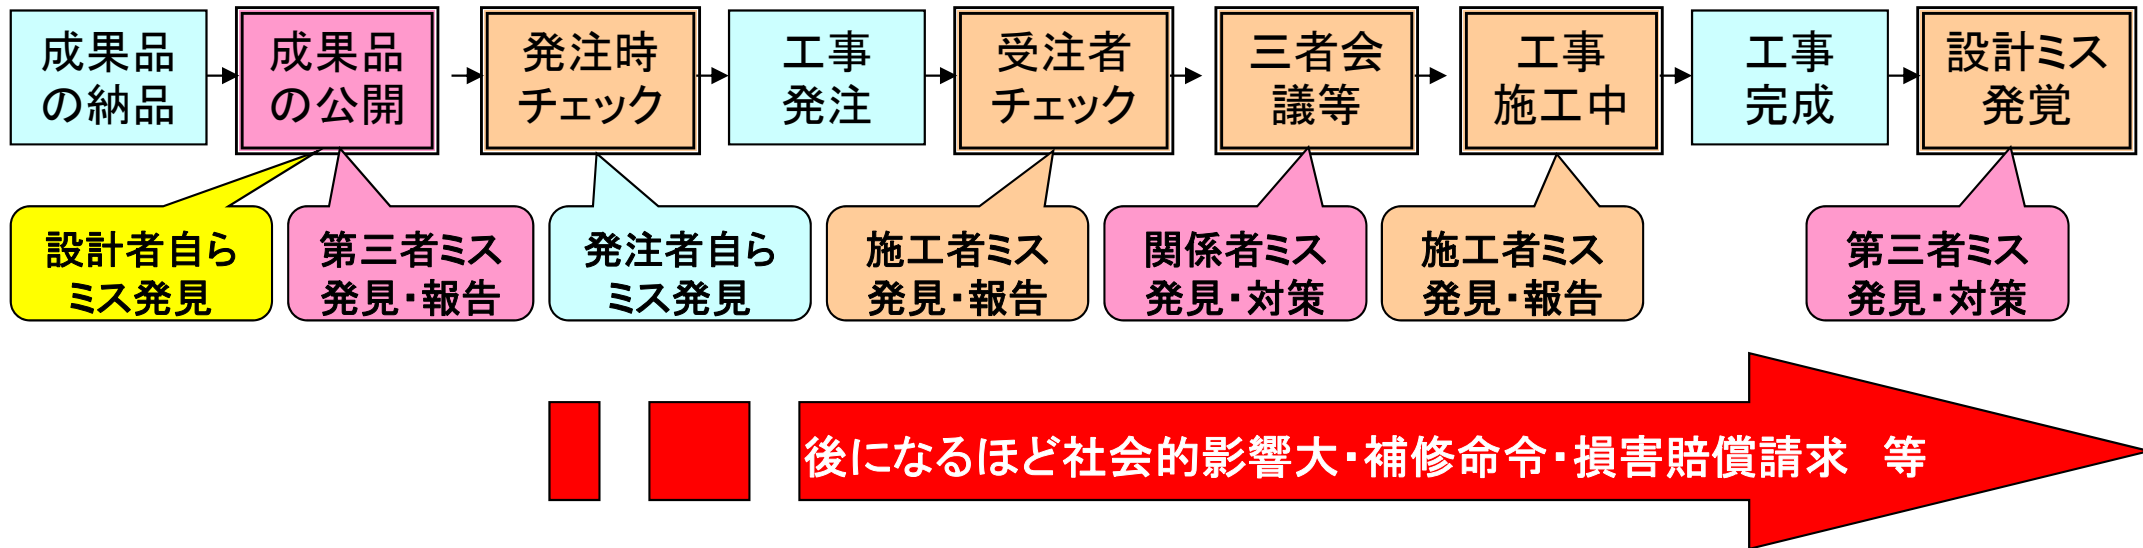 成果品
の納品
成果品
の公開
発注時
チェック
工事
発注
受注者
チェック
三者会
議等
工事
施工中
工事
完成
設計ミス
発覚
設計者自ら
ミス発見
第三者ミス
発見・報告
発注者自ら
ミス発見
施工者ミス
発見・報告
関係者ミス
発見・対策
施工者ミス
発見・報告
第三者ミス
発見・対策
後になるほど社会的影響大・補修命令・損害賠償請求　等